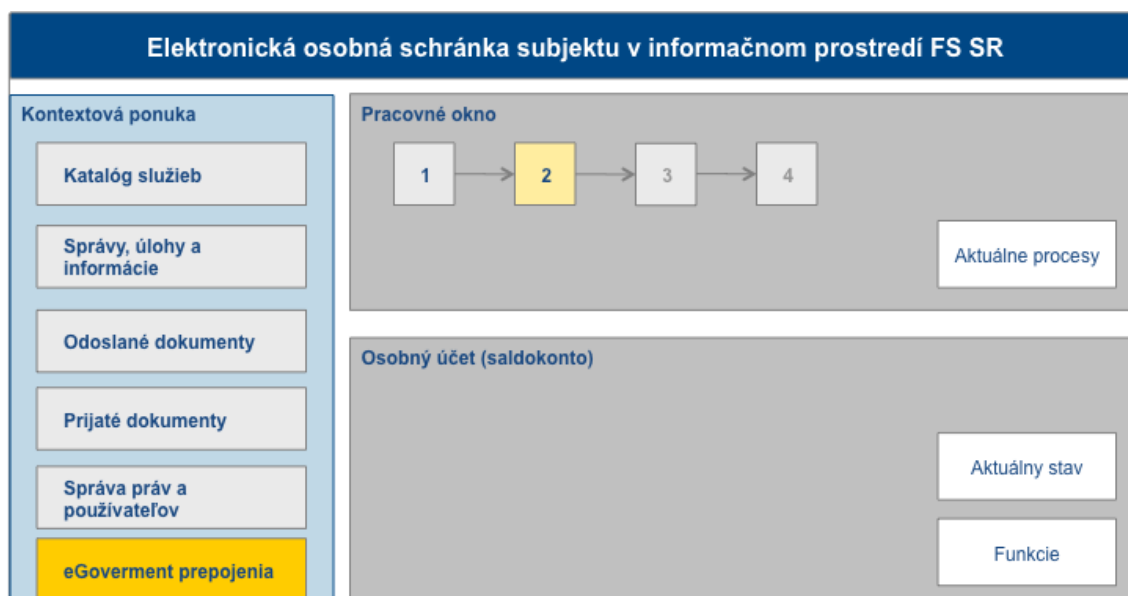 Elektronická osobná schránka subjektu v informačnom prostredí FS SR
Kontextová ponuka
Katalóg služieb
Správy, úlohy a
informácie
Odoslané dokumenty
Prijaté dokumenty
Správa práv a
používateľov
eGoverment prepojenia
Pracovné okno
1
2
3
4
Aktuálne procesy
Osobný účet (saldokonto)
Aktuálny stav
Funkcie